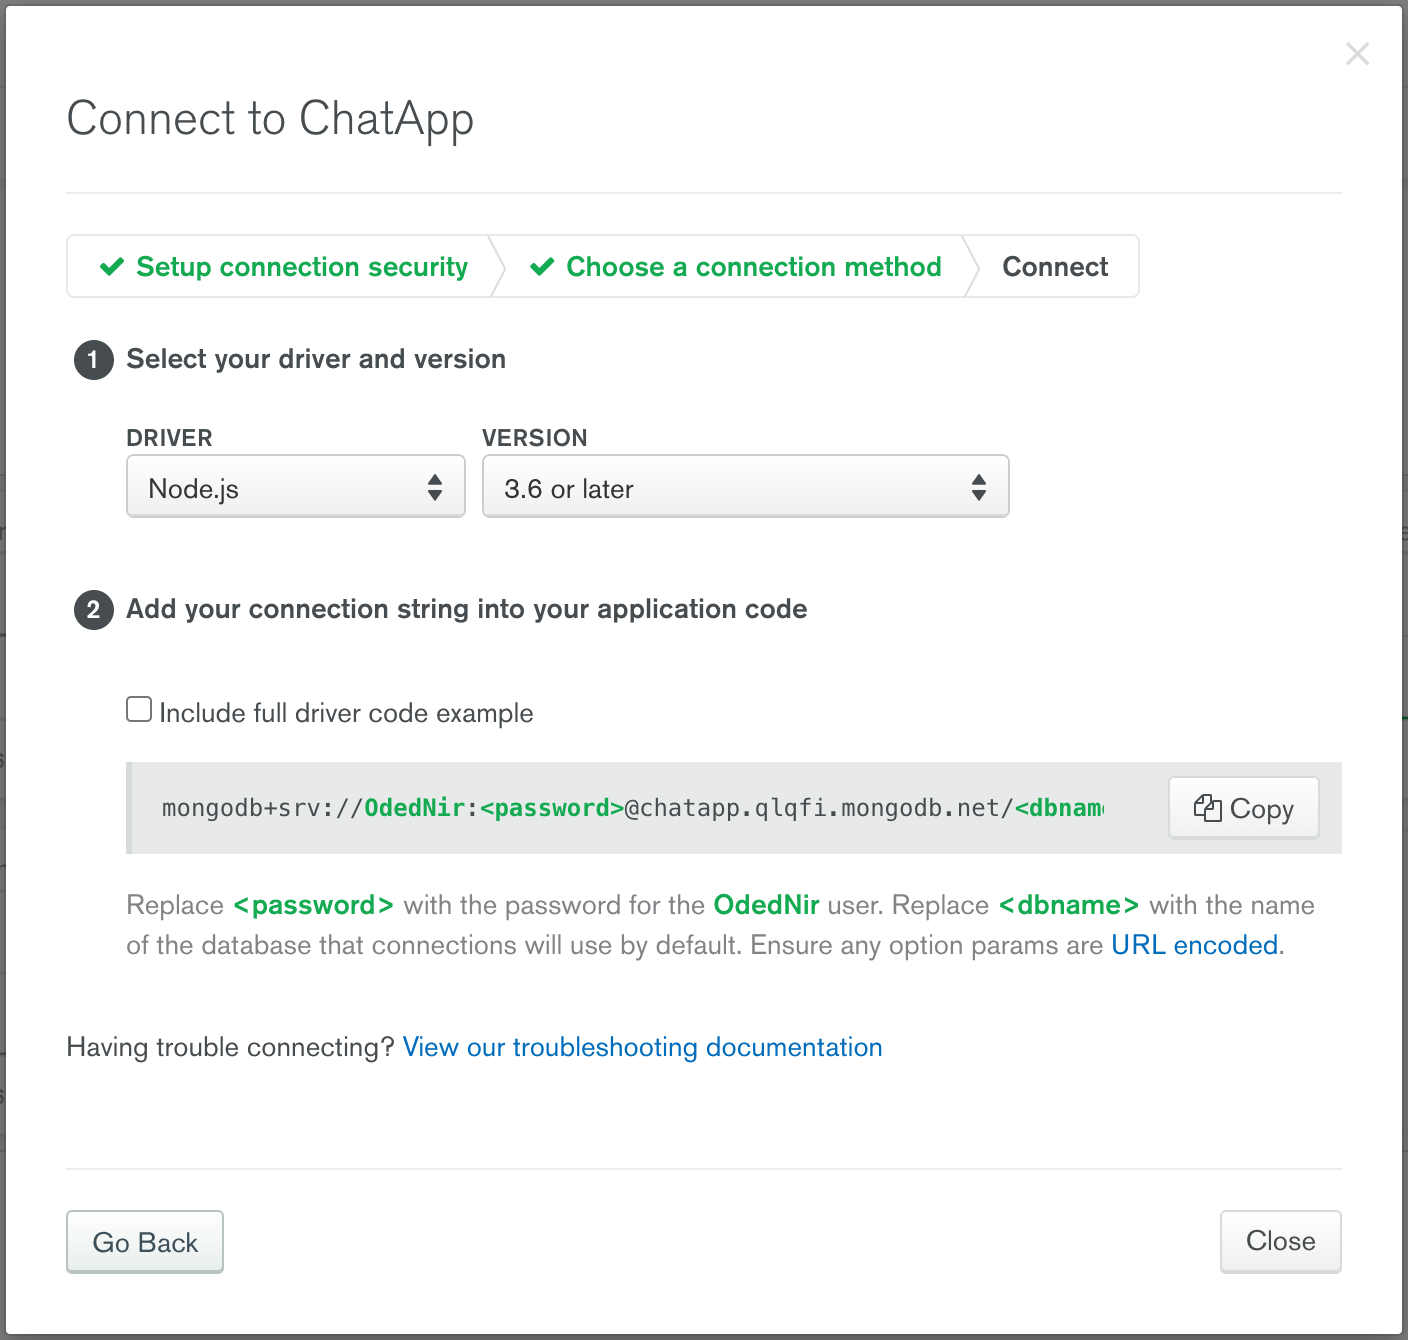 Connect to ChatApp
Setup connection security
Choose a connection method
Connect
1 Select your driver and version
DRIVER VERSION
Node.js 3.6 or later
2 Add your connection string into your application code
Include full driver code example
mongodb+srv://OdedNir:<password>@chatapp.qlqfi.mongodb.net/<dbnam
Copy
Replace <password> with the password for the OdedNir user. Replace <dbname> with the name
of the database that connections will use by default. Ensure any option params are URL encoded.
Having trouble connecting? View our troubleshooting documentation
Go Back
Close